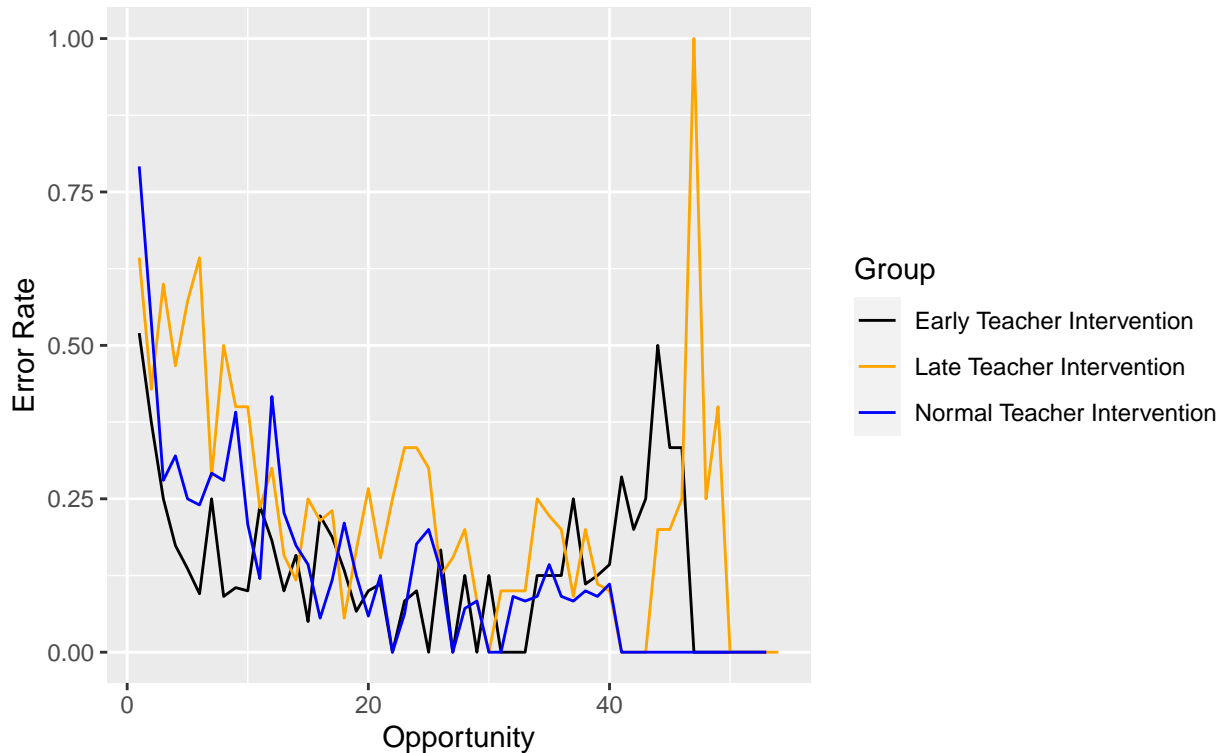 1.00
0.75
0.50
0.25
0.00
Error Rate
0
20
40
Opportunity
Group
Early Teacher Intervention
Late Teacher Intervention
Normal Teacher Intervention